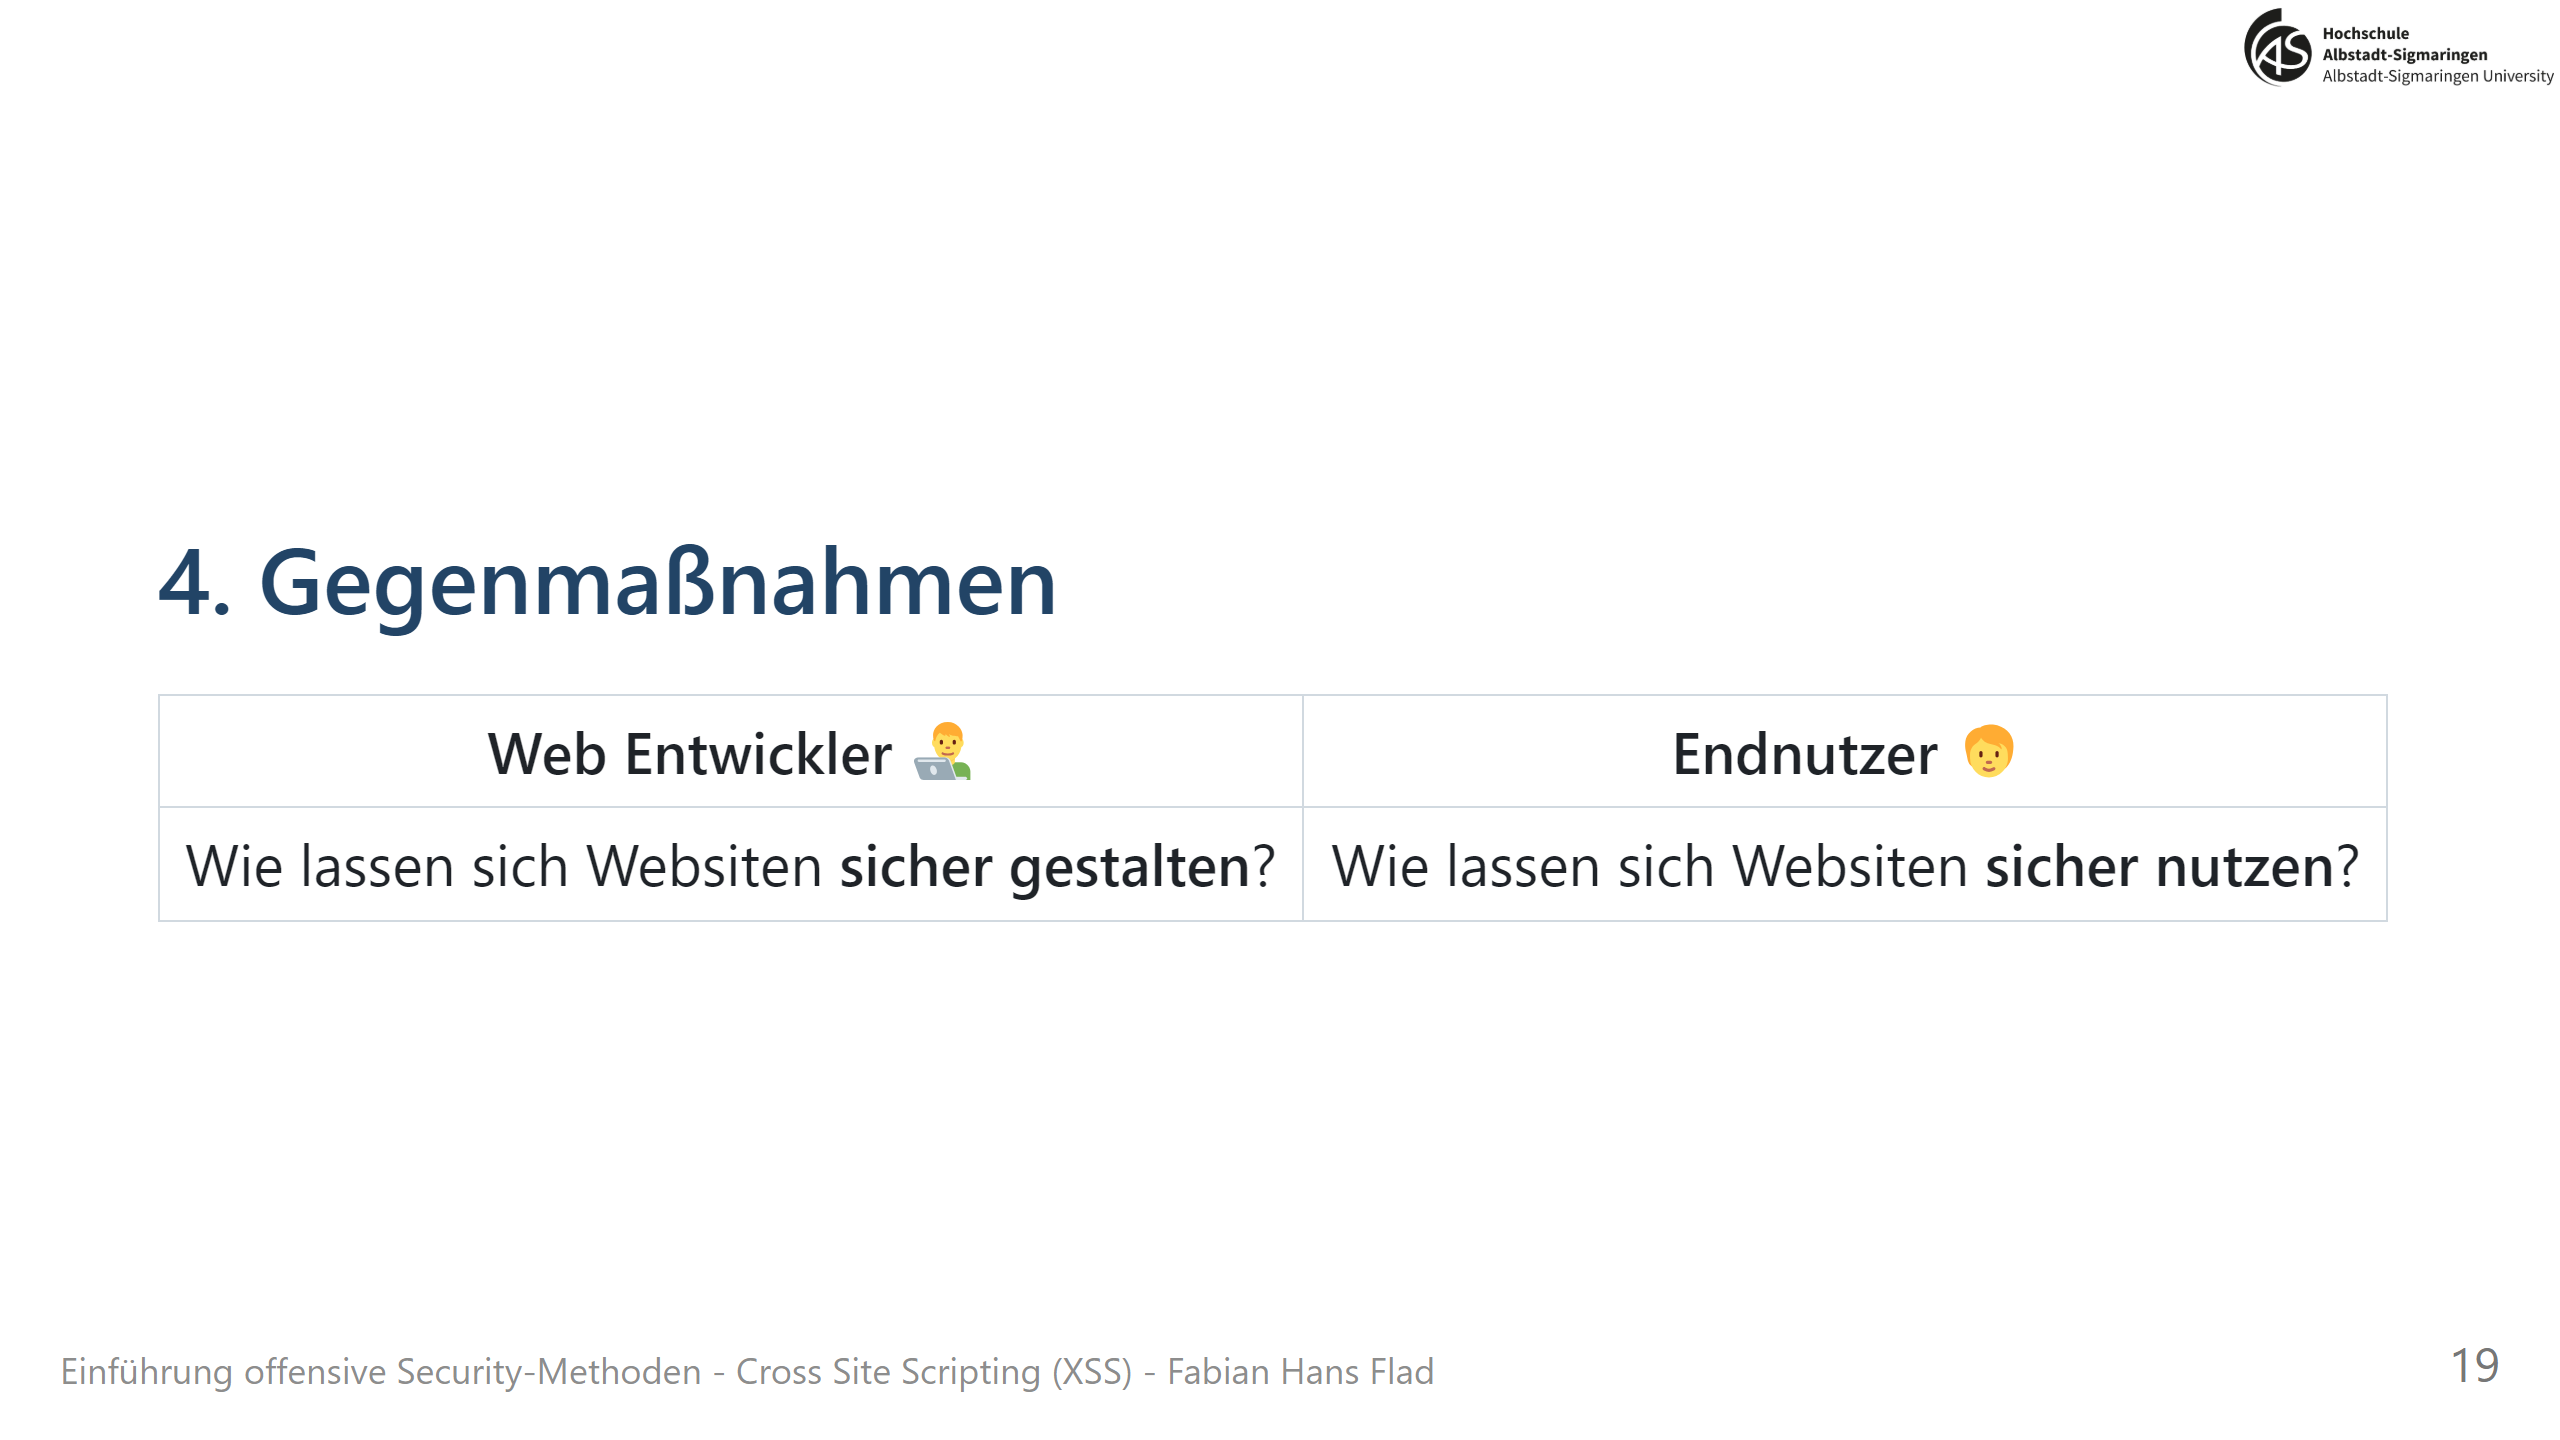 Hochschule
Albstadt-Sigmaringen
Albstadt-Sigmaringen University
4. Gegenmaßnahmen
Web Entwickler
Endnutzer
Wie lassen sich Websiten sicher gestalten?
Wie lassen sich Websiten sicher nutzen?
Einführung offensive Security-Methoden - Cross Site Scripting (XSS) - Fabian Hans Flad
19